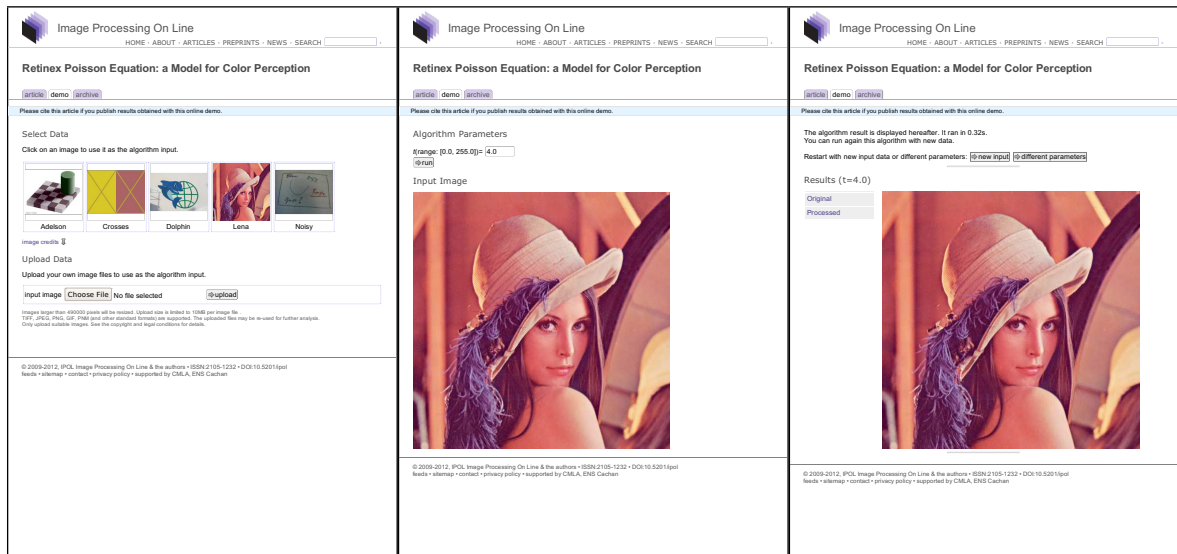 Image Processing On Line
HOME · ABOUT · ARTICLES · PREPRINTS · NEWS · SEARCH
Retinex Poisson Equation: a Model for Color Perception
article demo archive
Please cite this article if you publish results obtained with this online demo.
Select Data
Click on an image to use it as the algorithm input.
Adelson Crosses Dolphin Lena Noisy
image credits ⇓
Upload Data
Upload your own image files to use as the algorithm input.
input image Choose File No file selected ⇨upload
Images larger than 490000 pixels will be resized. Upload size is limited to 10MB per image file.
TIFF, JPEG, PNG, GIF, PNM (and other standard formats) are supported. The uploaded files may be re-used for further analysis.
Only upload suitable images. See the copyright and legal conditions for details.
© 2009-2012, IPOL Image Processing On Line & the authors • ISSN:2105-1232 • DOI:10.5201/ipol
feeds • sitemap • contact • privacy policy • supported by CMLA, ENS Cachan
Image Processing On Line
HOME · ABOUT · ARTICLES · PREPRINTS · NEWS · SEARCH
Retinex Poisson Equation: a Model for Color Perception
article demo archive
Please cite this article if you publish results obtained with this online demo.
Algorithm Parameters
t(range: [0.0, 255.0])= 4.0
⇨run
Input Image
© 2009-2012, IPOL Image Processing On Line & the authors • ISSN:2105-1232 • DOI:10.5201/ipol
feeds • sitemap • contact • privacy policy • supported by CMLA, ENS Cachan
Image Processing On Line
HOME · ABOUT · ARTICLES · PREPRINTS · NEWS · SEARCH
Retinex Poisson Equation: a Model for Color Perception
article demo archive
Please cite this article if you publish results obtained with this online demo.
The algorithm result is displayed hereafter. It ran in 0.32s.
You can run again this algorithm with new data.
Restart with new input data or different parameters: ⇨new input ⇨different parameters
Results (t=4.0)
Original
Processed
© 2009-2012, IPOL Image Processing On Line & the authors • ISSN:2105-1232 • DOI:10.5201/ipol
feeds • sitemap • contact • privacy policy • supported by CMLA, ENS Cachan